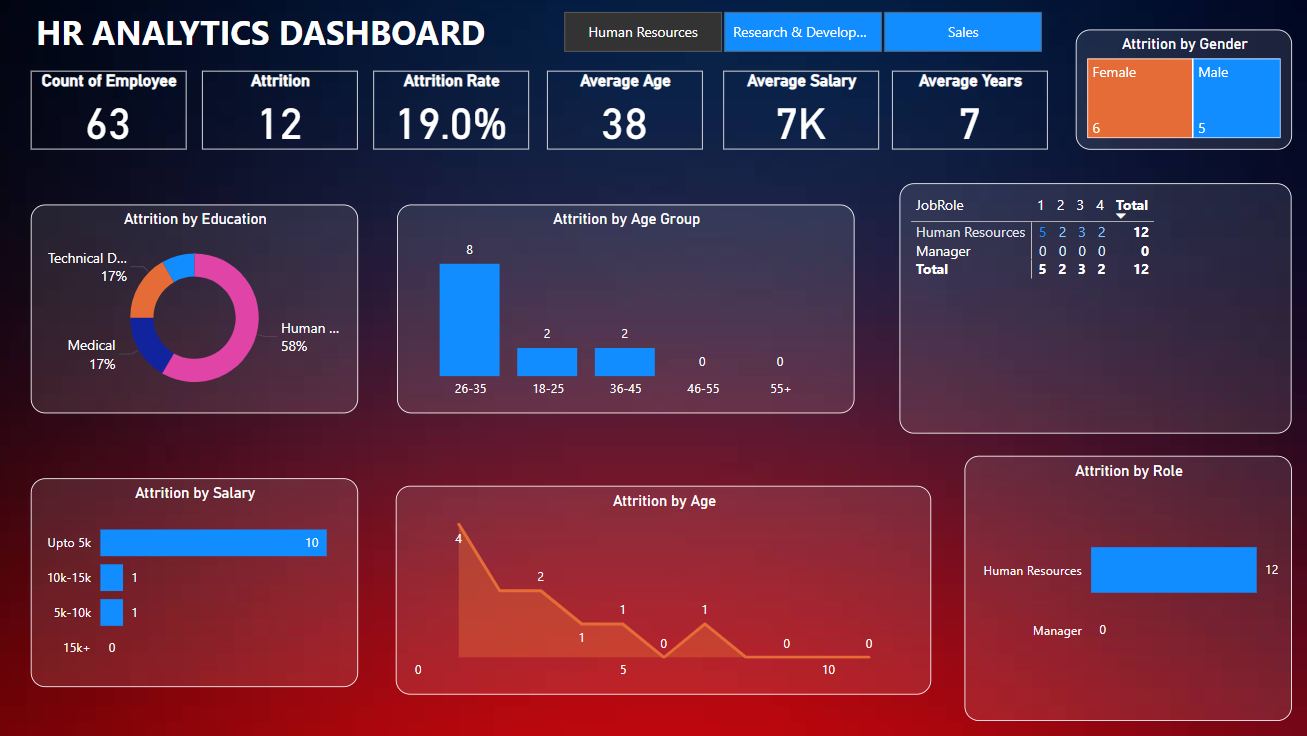 HR ANALYTICS DASHBOARD
Human Resources
Research & Develop...
Sales
Count of Employee
63
Attrition
12
Attrition Rate
19.0%
Average Age
38
Average Salary
7K
Average Years
7
Attrition by Gender
Female
6
Male
5
Attrition by Education
Technical D...
17%
Medical
17%
Human ...
58%
Attrition by Age Group
8
2
2
0
0
26-35
18-25
36-45
46-55
55+
JobRole 1 2 3 4 Total
Human Resources 5 2 3 2 12
Manager 0 0 0 0 0
Total 5 2 3 2 12
Attrition by Salary
Upto 5k 10
10k-15k 1
5k-10k 1
15k+ 0
Attrition by Age
4
2
1
1
0
1
0
0
0
5
10
Attrition by Role
Human Resources 12
Manager 0